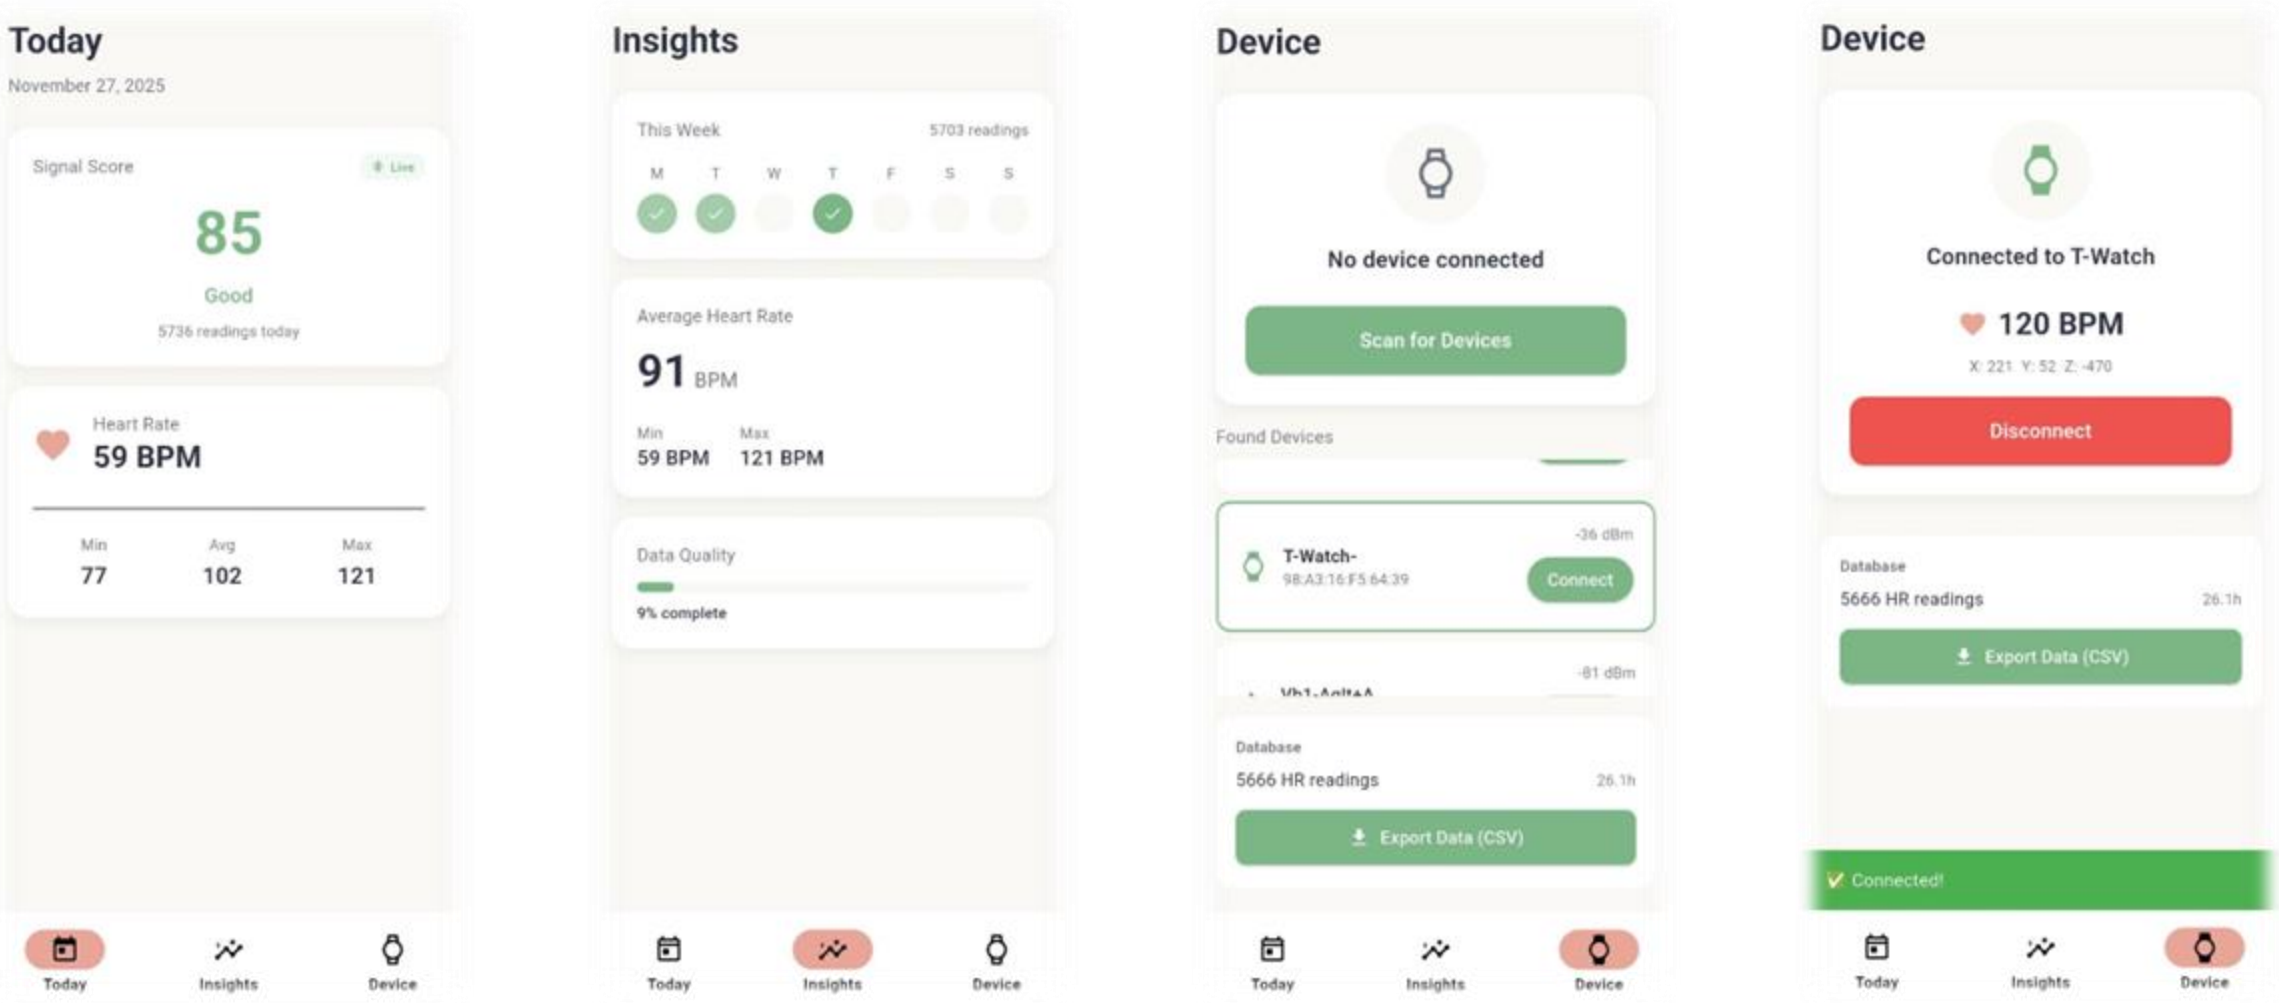 Today
November 27, 2025
Signal Score
Live
85
Good
5736 readings today
Heart Rate
59 BPM
Min Avg Max
77 102 121
Today Insights Device
Insights
This Week 5703 readings
M T W T F S S
Average Heart Rate
91 BPM
Min Max
59 BPM 121 BPM
Data Quality
9% complete
Today Insights Device
Device
No device connected
Scan for Devices
Found Devices
-36 dBm
T-Watch-
98:A3:16:F5:64:39
Connect
-81 dBm
Database
5666 HR readings 26.1h
Export Data (CSV)
Today Insights Device
Device
Connected to T-Watch
120 BPM
X: 221 Y: 52 Z: -470
Disconnect
Database
5666 HR readings 26.1h
Export Data (CSV)
Connected!
Today Insights Device